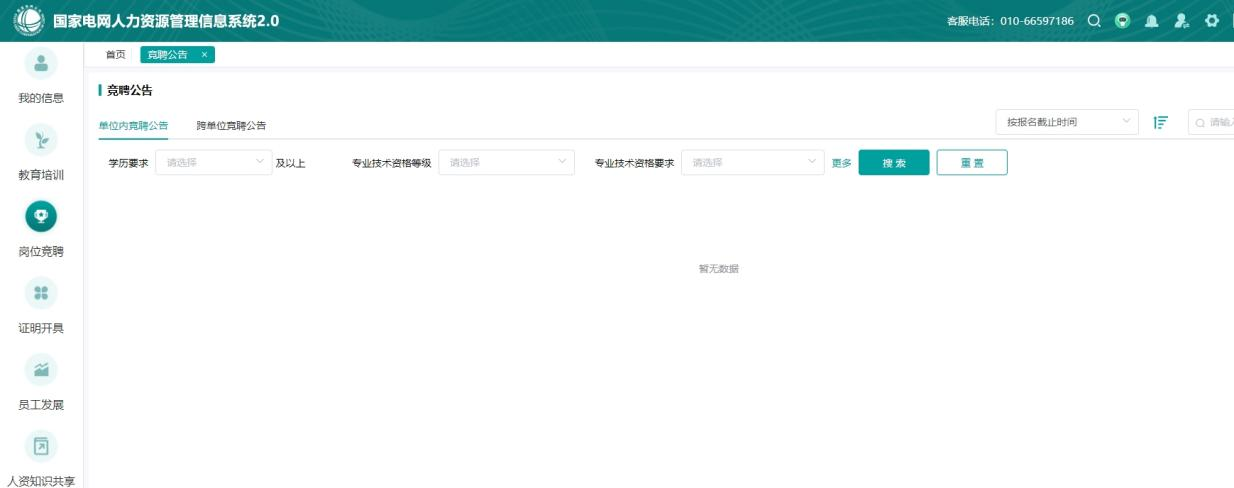 国家电网人力资源管理信息系统2.0
客服电话：010-66597186
首页 竞聘公告 ×
我的信息
教育培训
岗位竞聘
证明开具
员工发展
人资知识共享
竞聘公告
单位内竞聘公告 跨单位竞聘公告 按报名截止时间 请输
学历要求 请选择 及以上 专业技术资格等级 请选择 专业技术资格要求 请选择 更多 搜索 重置
暂无数据